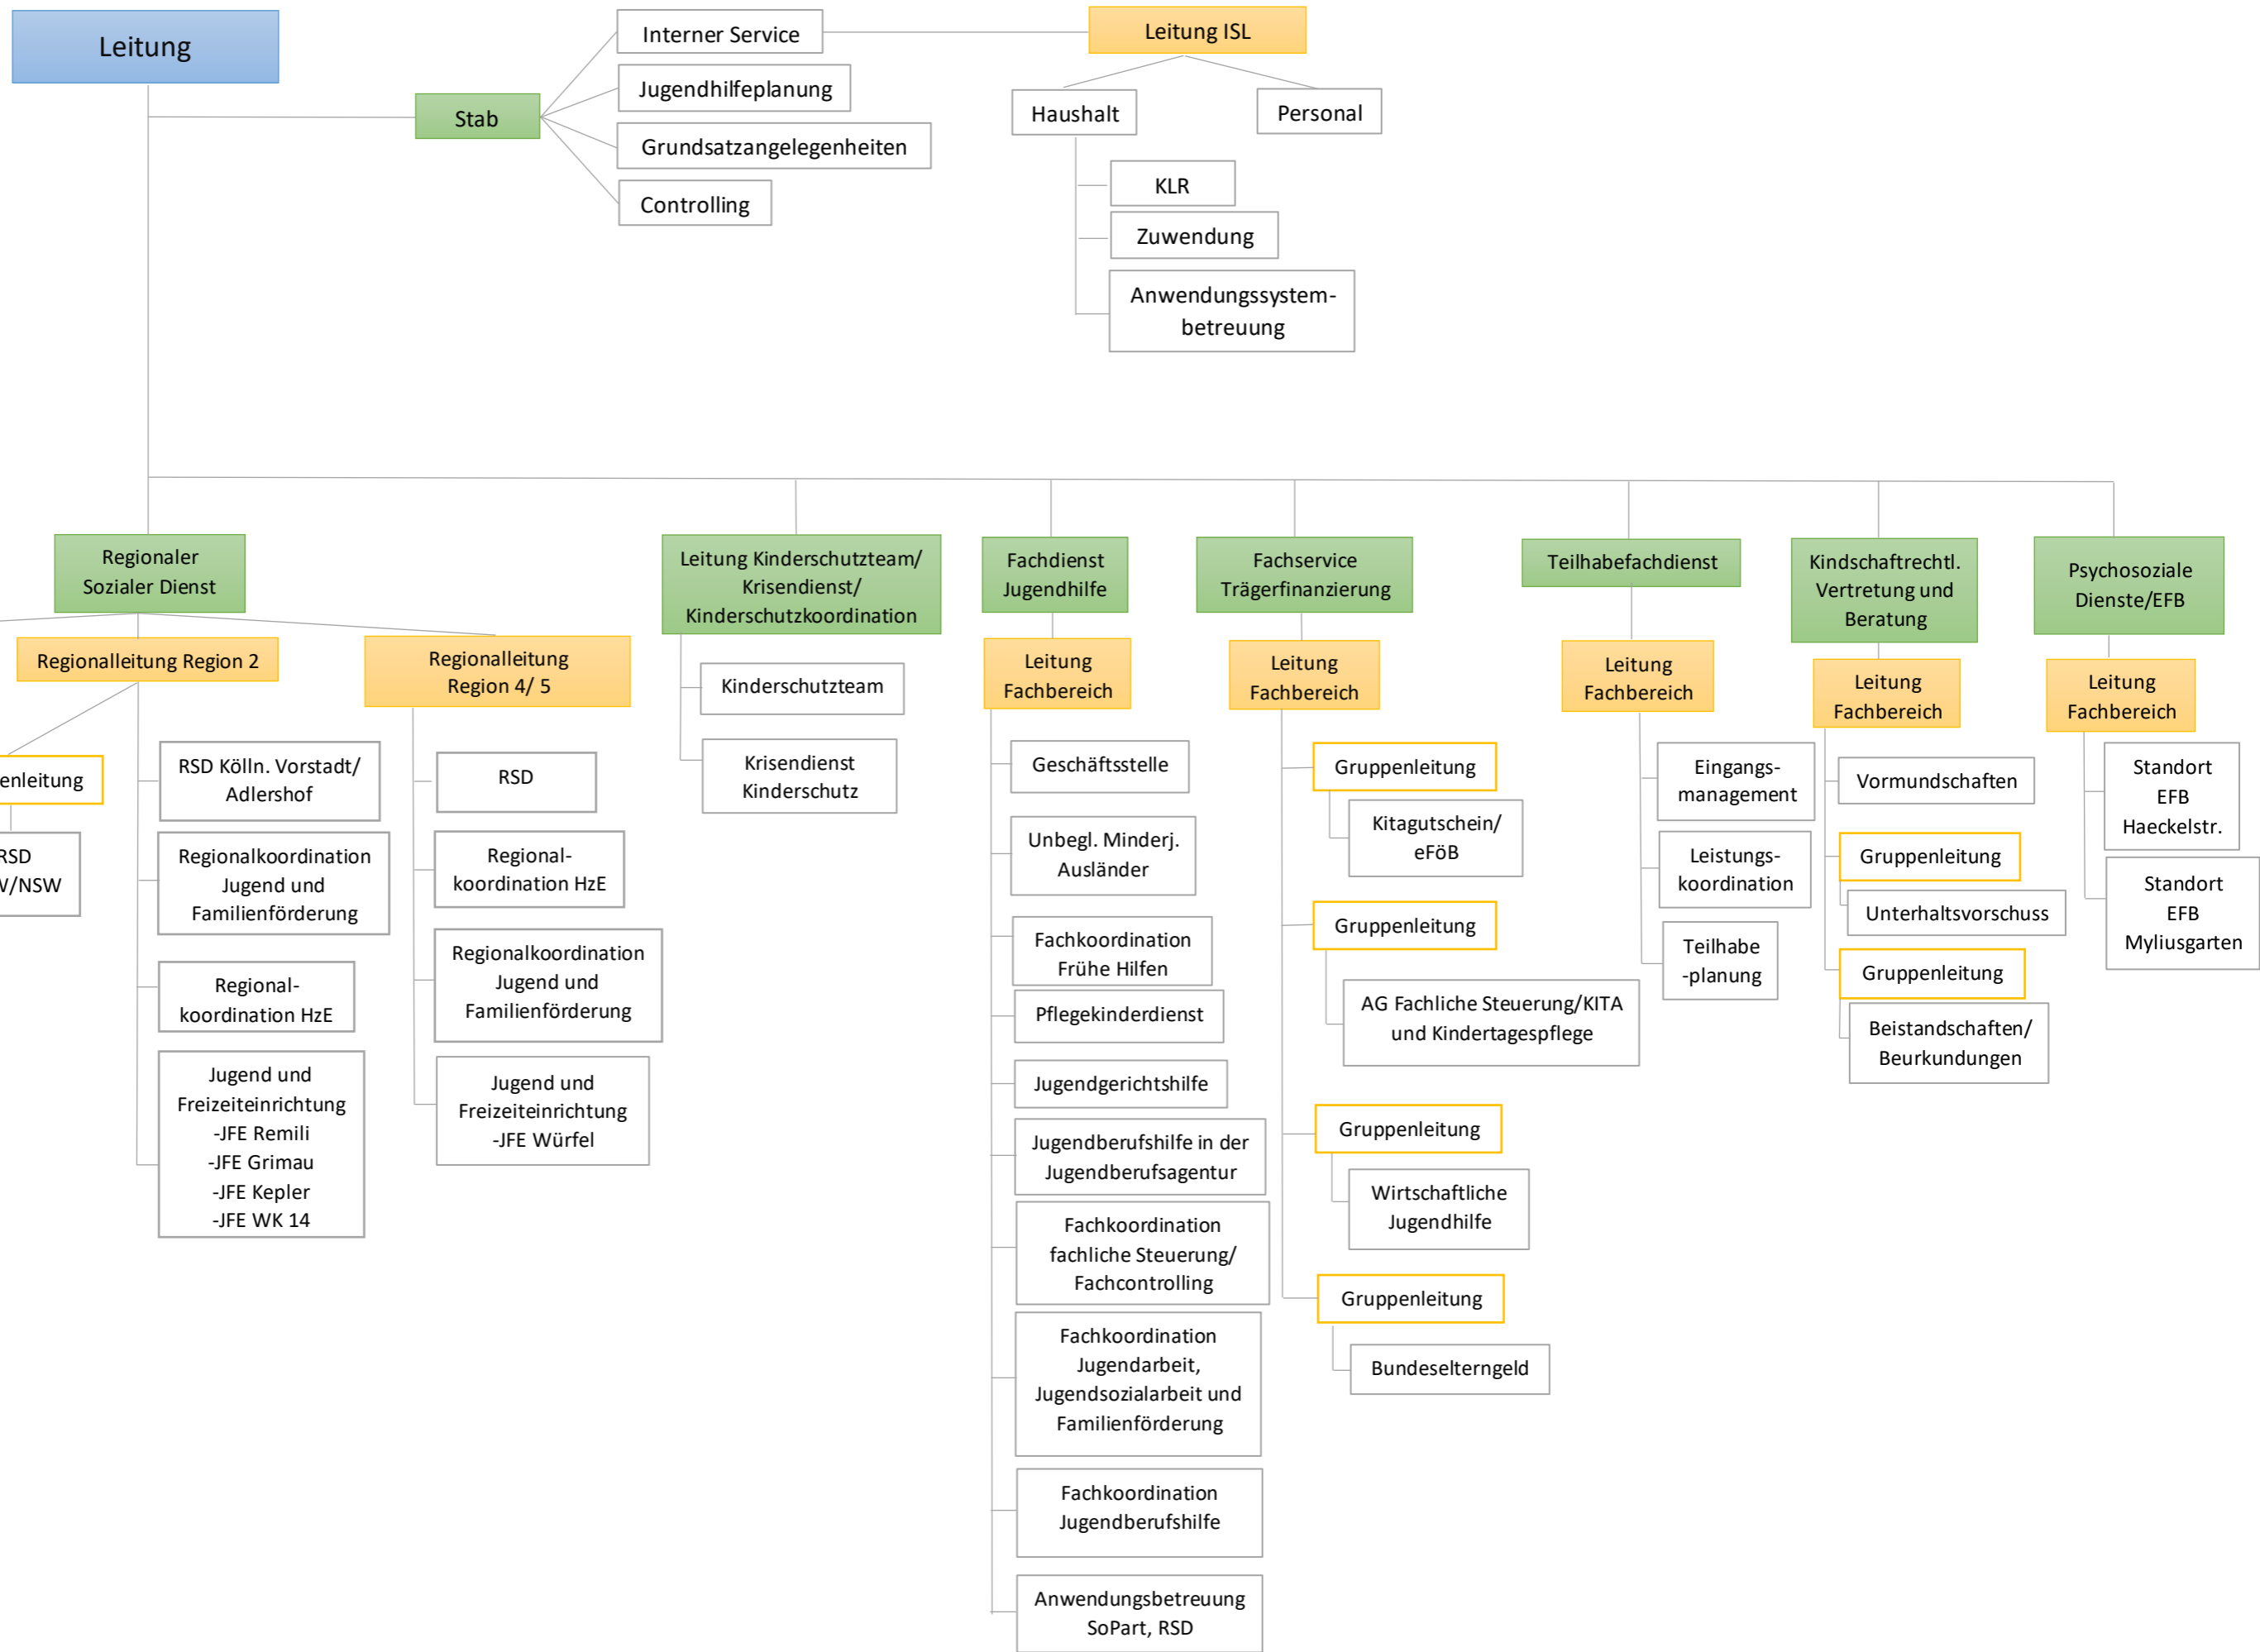 Leitung
Stab
Interner Service
Jugendhilfeplanung
Grundsatzangelegenheiten
Controlling
Leitung ISL
Haushalt
Personal
KLR
Zuwendung
Anwendungssystem-
betreuung
Regionaler
Sozialer Dienst
Regionalleitung Region 2
enleitung
RSD
/NSW
RSD Kölln. Vorstadt/
Adlershof
Regionalkoordination
Jugend und
Familienförderung
Regional-
koordination HzE
Jugend und
Freizeiteinrichtung
-JFE Remili
-JFE Grimau
-JFE Kepler
-JFE WK 14
Regionalleitung
Region 4/ 5
RSD
Regional-
koordination HzE
Regionalkoordination
Jugend und
Familienförderung
Jugend und
Freizeiteinrichtung
-JFE Würfel
Leitung Kinderschutzteam/
Krisendienst/
Kinderschutzkoordination
Kinderschutzteam
Krisendienst
Kinderschutz
Fachdienst
Jugendhilfe
Leitung
Fachbereich
Geschäftsstelle
Unbegl. Minderj.
Ausländer
Fachkoordination
Frühe Hilfen
Pflegekinderdienst
Jugendgerichtshilfe
Jugendberufshilfe in der
Jugendberufsagentur
Fachkoordination
fachliche Steuerung/
Fachcontrolling
Fachkoordination
Jugendarbeit,
Jugendsozialarbeit und
Familienförderung
Fachkoordination
Jugendberufshilfe
Anwendungsbetreuung
SoPart, RSD
Fachservice
Trägerfinanzierung
Leitung
Fachbereich
Gruppenleitung
Kitagutschein/
eFöB
Gruppenleitung
AG Fachliche Steuerung/KITA
und Kindertagespflege
Gruppenleitung
Wirtschaftliche
Jugendhilfe
Gruppenleitung
Bundeselterngeld
Teilhabefachdienst
Leitung
Fachbereich
Eingangs-
management
Leistungs-
koordination
Teilhabe
-planung
Kindschaftrechtl.
Vertretung und
Beratung
Leitung
Fachbereich
Vormundschaften
Gruppenleitung
Unterhaltsvorschuss
Gruppenleitung
Beistandschaften/
Beurkundungen
Psychosoziale
Dienste/EFB
Leitung
Fachbereich
Standort
EFB
Haeckelstr.
Standort
EFB
Myliusgarten